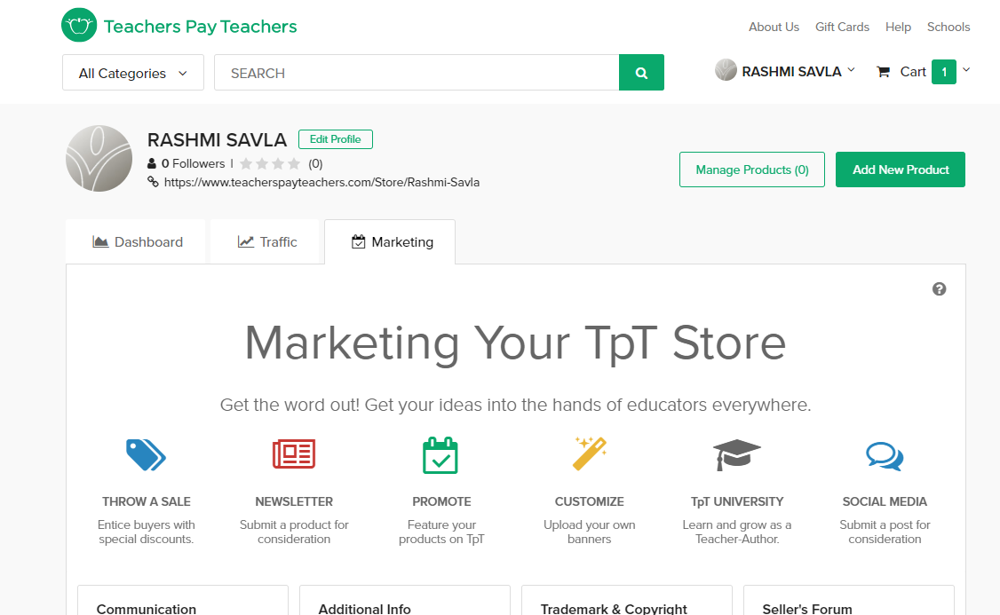 Teachers Pay Teachers
About Us Gift Cards Help Schools
All Categories SEARCH RASHMI SAVLA Cart 1
RASHMI SAVLA Edit Profile
0 Followers | (0)
https://www.teacherspayteachers.com/Store/Rashmi-Savla
Manage Products (0) Add New Product
Dashboard Traffic Marketing
?
Marketing Your TpT Store
Get the word out! Get your ideas into the hands of educators everywhere.
THROW A SALE NEWSLETTER PROMOTE CUSTOMIZE TpT UNIVERSITY SOCIAL MEDIA
Entice buyers with Submit a product for Feature your Upload your own Learn and grow as a Submit a post for
special discounts. consideration products on TpT banners Teacher-Author. consideration
Communication Additional Info Trademark & Copyright Seller's Forum